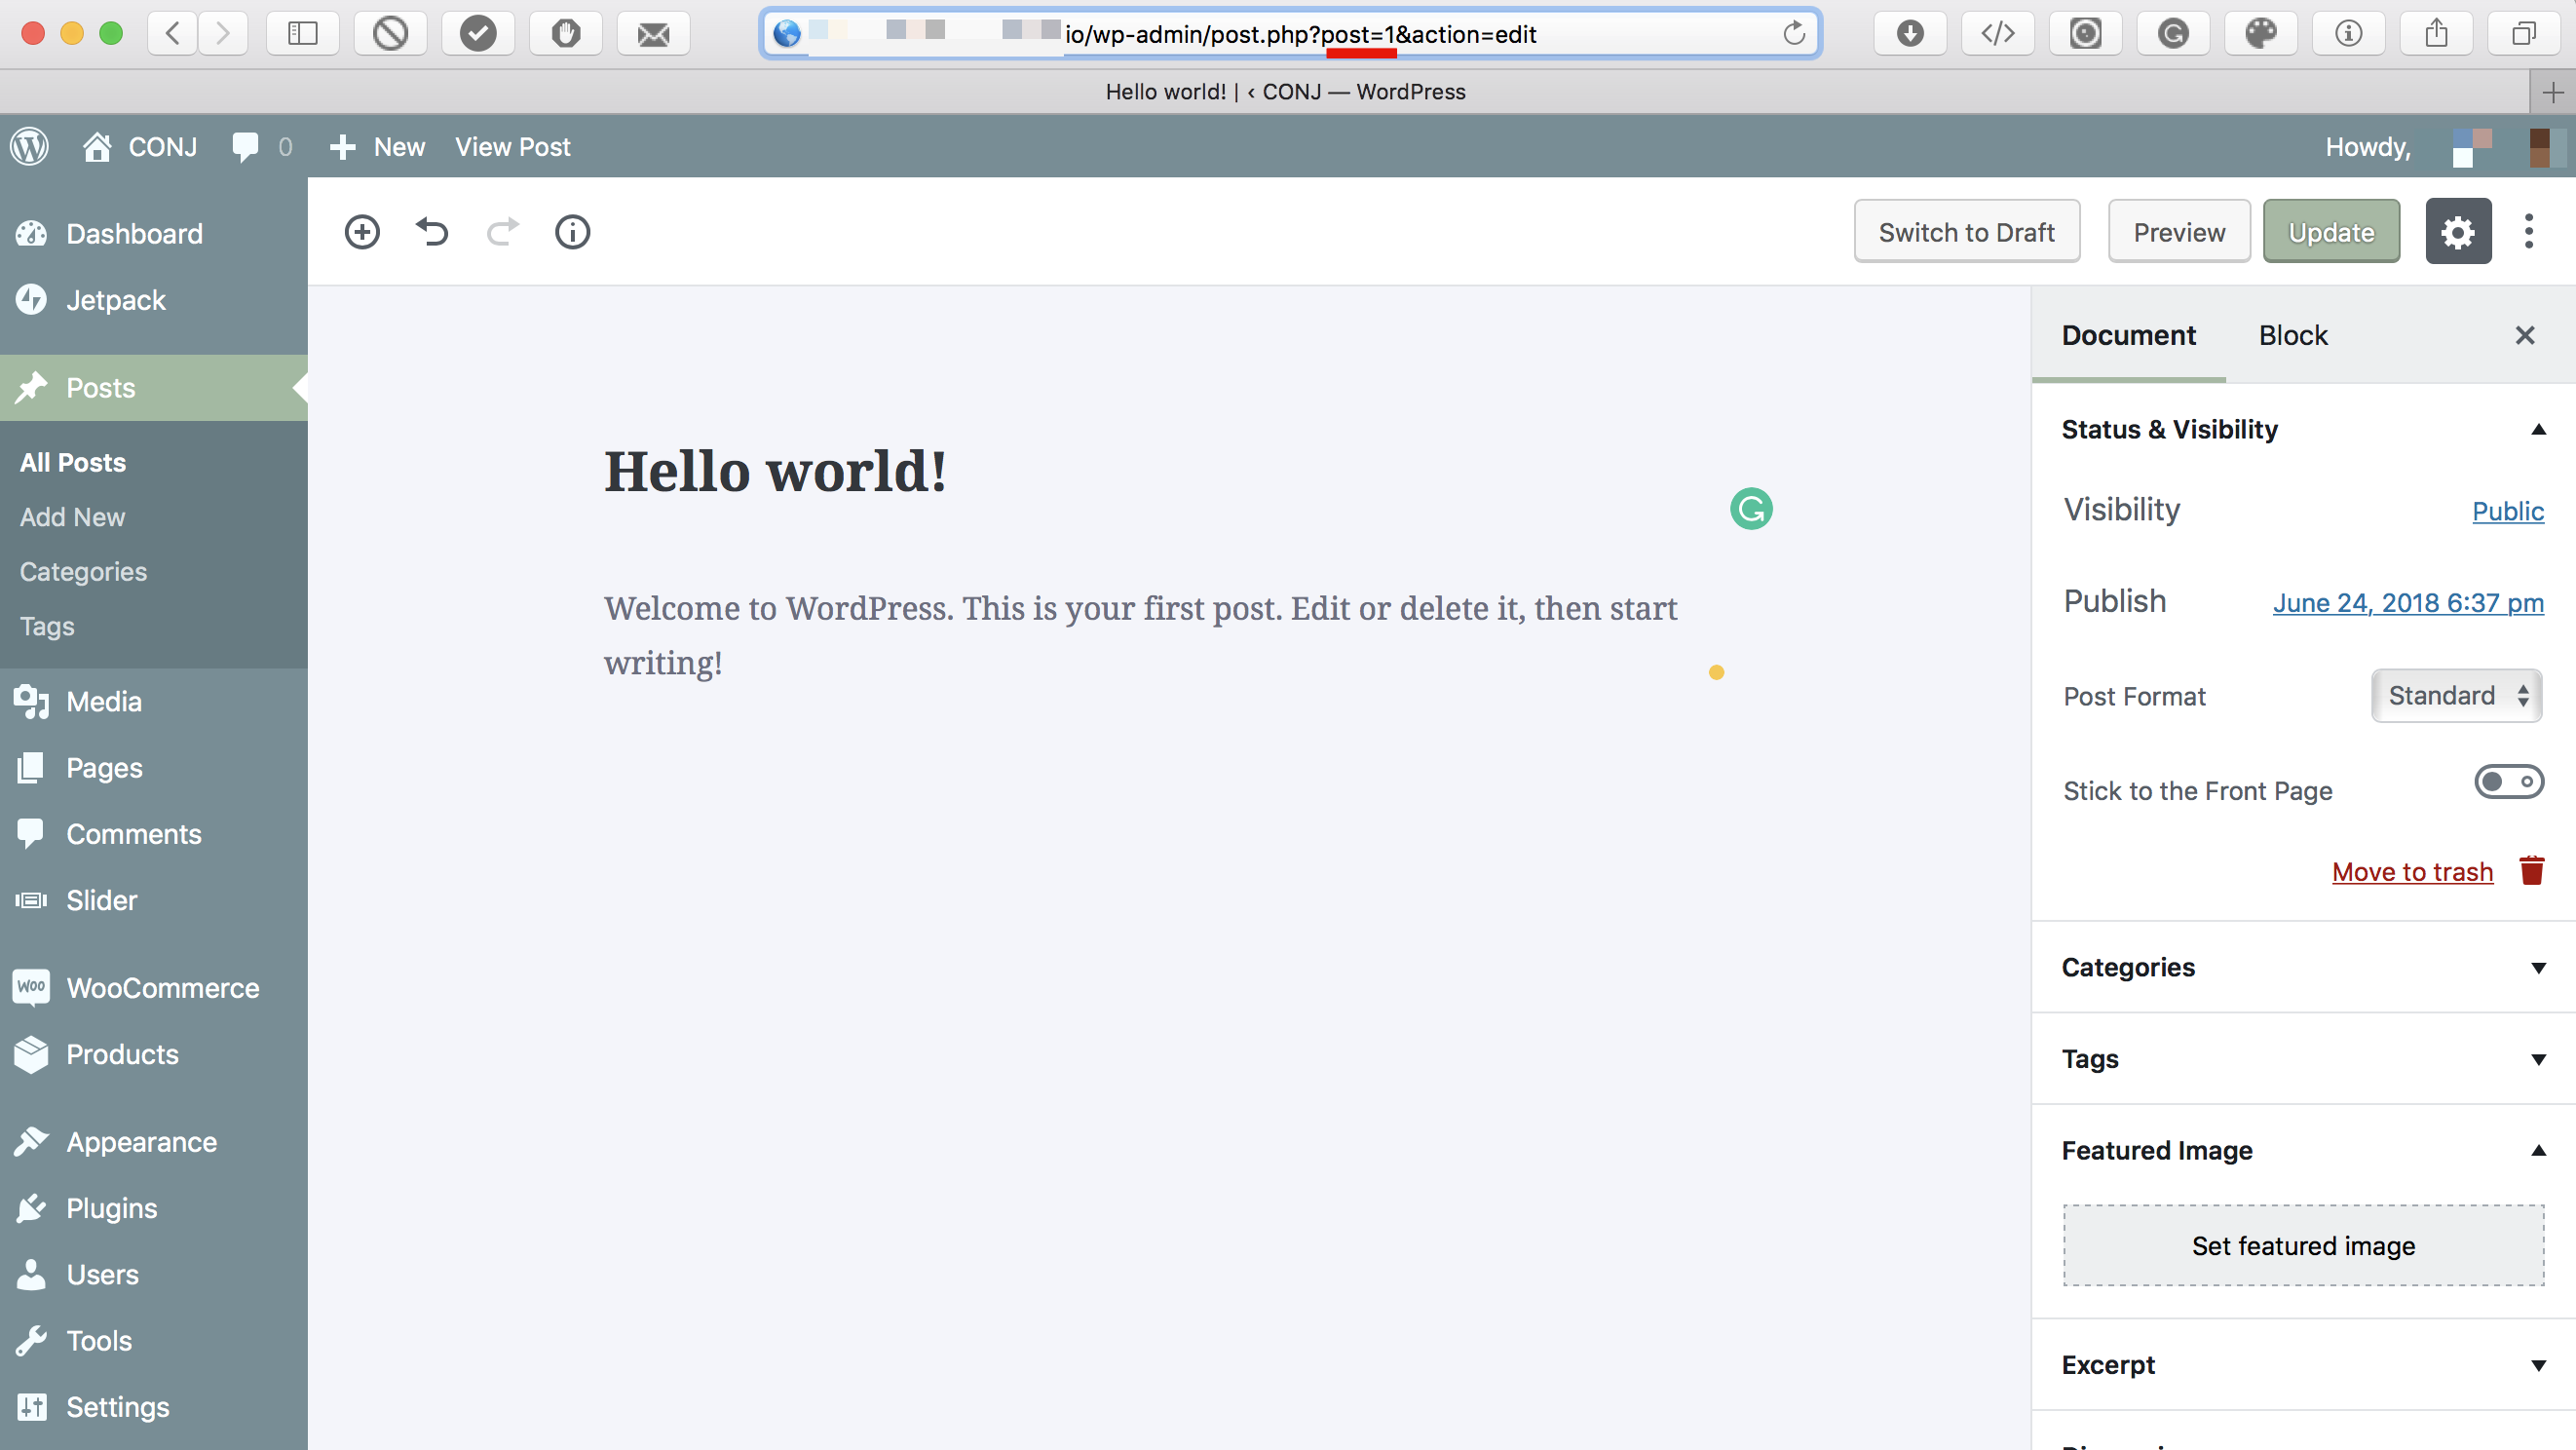 io/wp-admin/post.php?post=1&action=edit
Hello world! | ‹ CONJ — WordPress
CONJ 0 New View Post Howdy,
Dashboard
Jetpack
Posts
All Posts
Add New
Categories
Tags
Media
Pages
Comments
Slider
WooCommerce
Products
Appearance
Plugins
Users
Tools
Settings
Switch to Draft Preview Update
Hello world!
Welcome to WordPress. This is your first post. Edit or delete it, then start
writing!
Document Block
Status & Visibility
Visibility Public
Publish June 24, 2018 6:37 pm
Post Format Standard
Stick to the Front Page
Move to trash
Categories
Tags
Featured Image
Set featured image
Excerpt